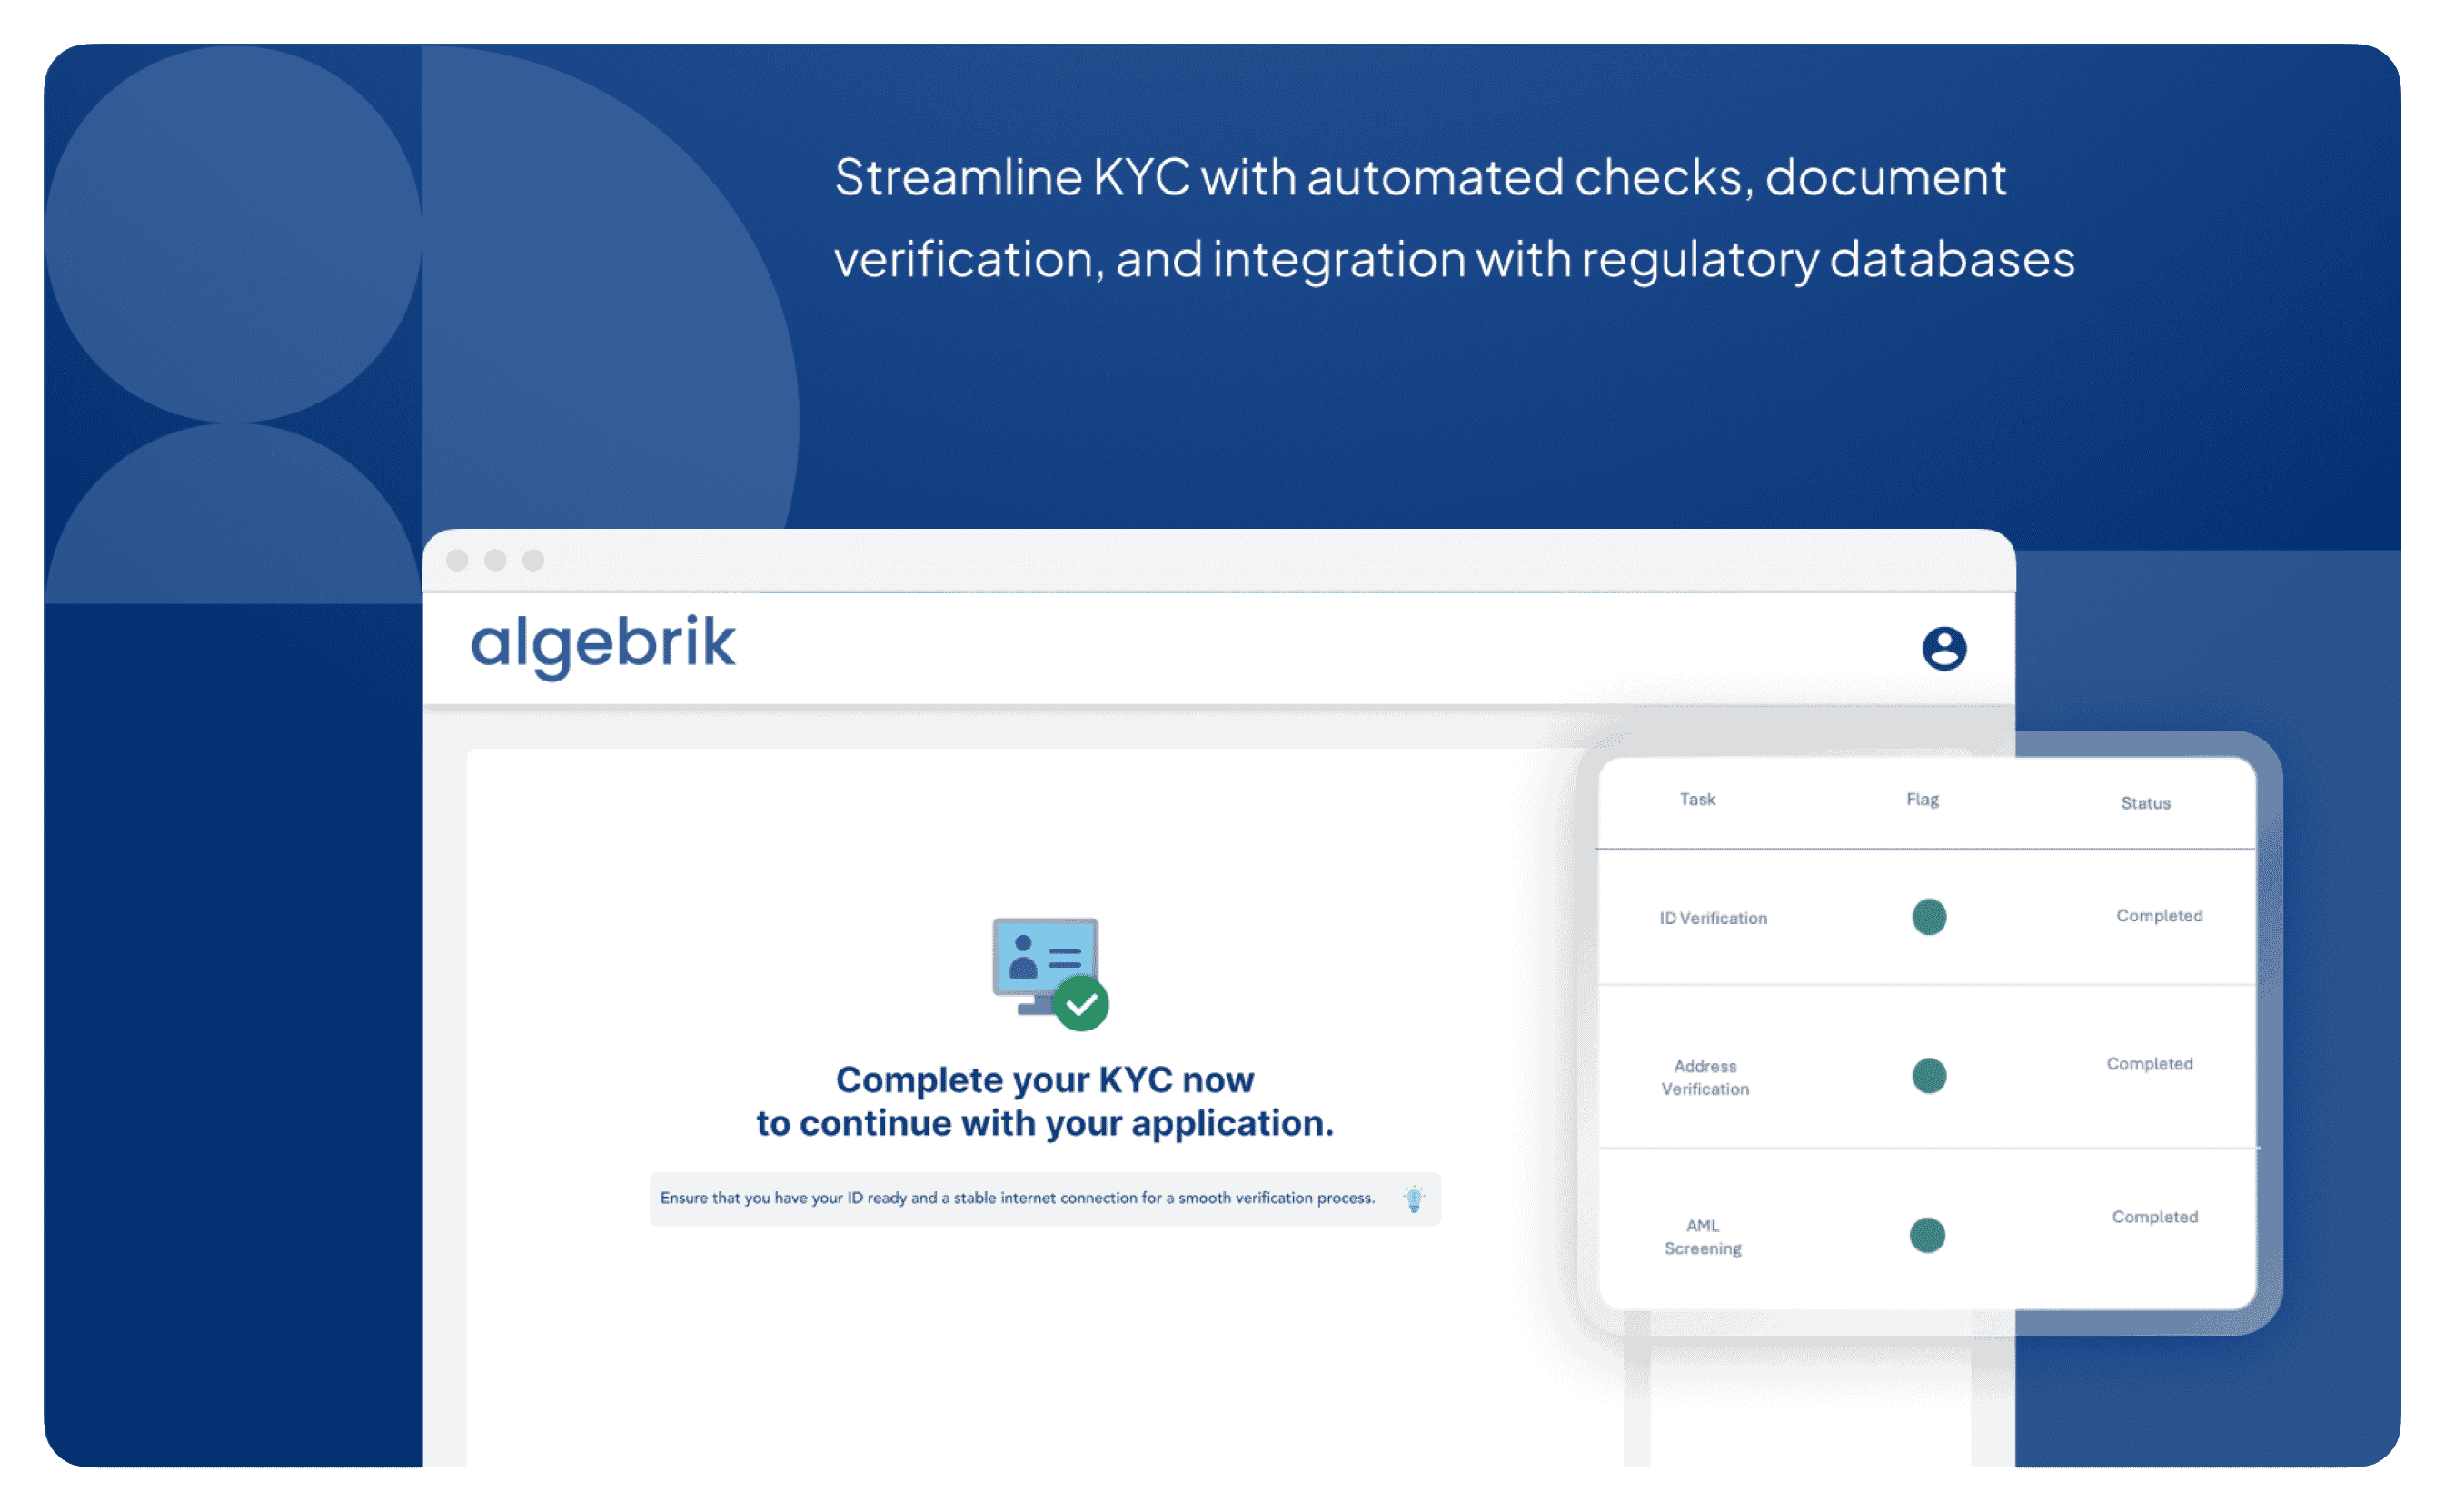 Streamline KYC with automated checks, document
verification, and integration with regulatory databases
algebrik
Complete your KYC now
to continue with your application.
Ensure that you have your ID ready and a stable internet connection for a smooth verification process.
Task Flag Status
ID Verification Completed
Address
Verification
Completed
AML
Screening
Completed